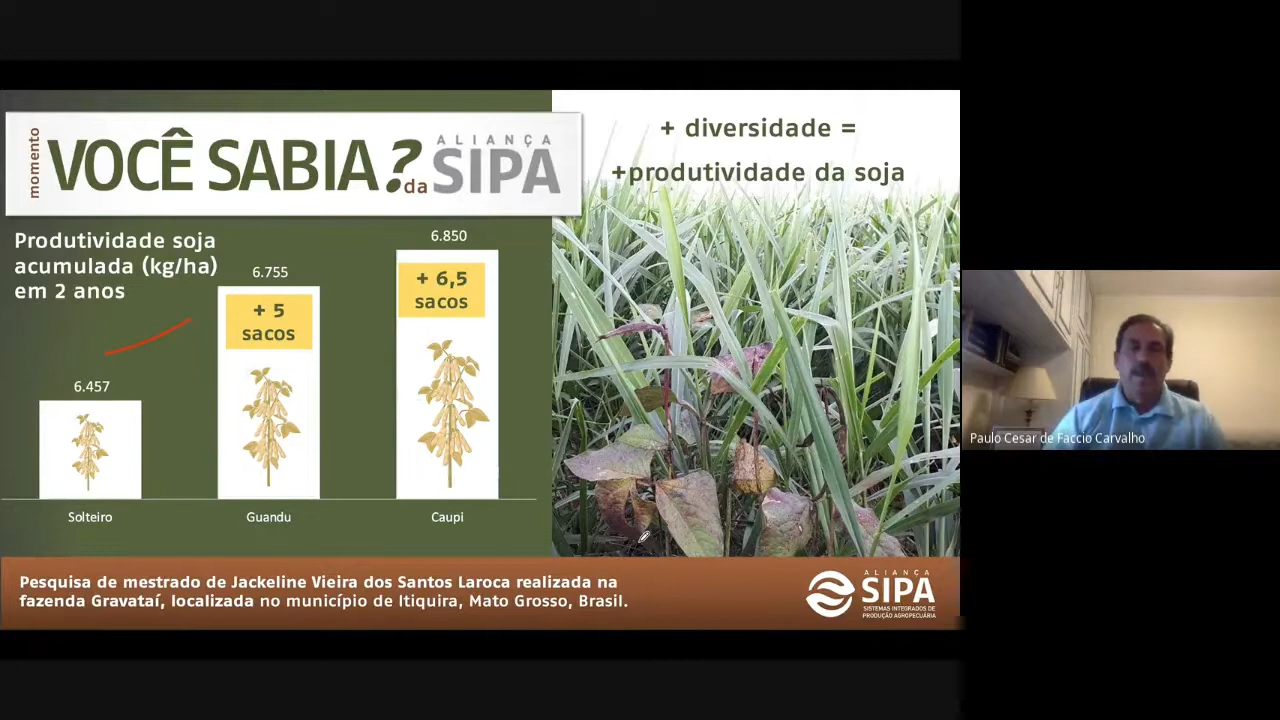 momento
VOCÊ SABIA?
da
ALIANÇA
SIPA
+ diversidade =
+produtividade da soja
Produtividade soja
acumulada (kg/ha)
em 2 anos
6.457
6.755
+ 5
sacos
6.850
+ 6,5
sacos
Solteiro
Guandu
Caupi
Pesquisa de mestrado de Jackeline Vieira dos Santos Laroca realizada na
fazenda Gravataí, localizada no município de Itiquira, Mato Grosso, Brasil.
ALIANÇA
SIPA
SISTEMAS INTEGRADOS DE
PRODUÇÃO AGROPECUÁRIA
Paulo Cesar de Faccio Carvalho